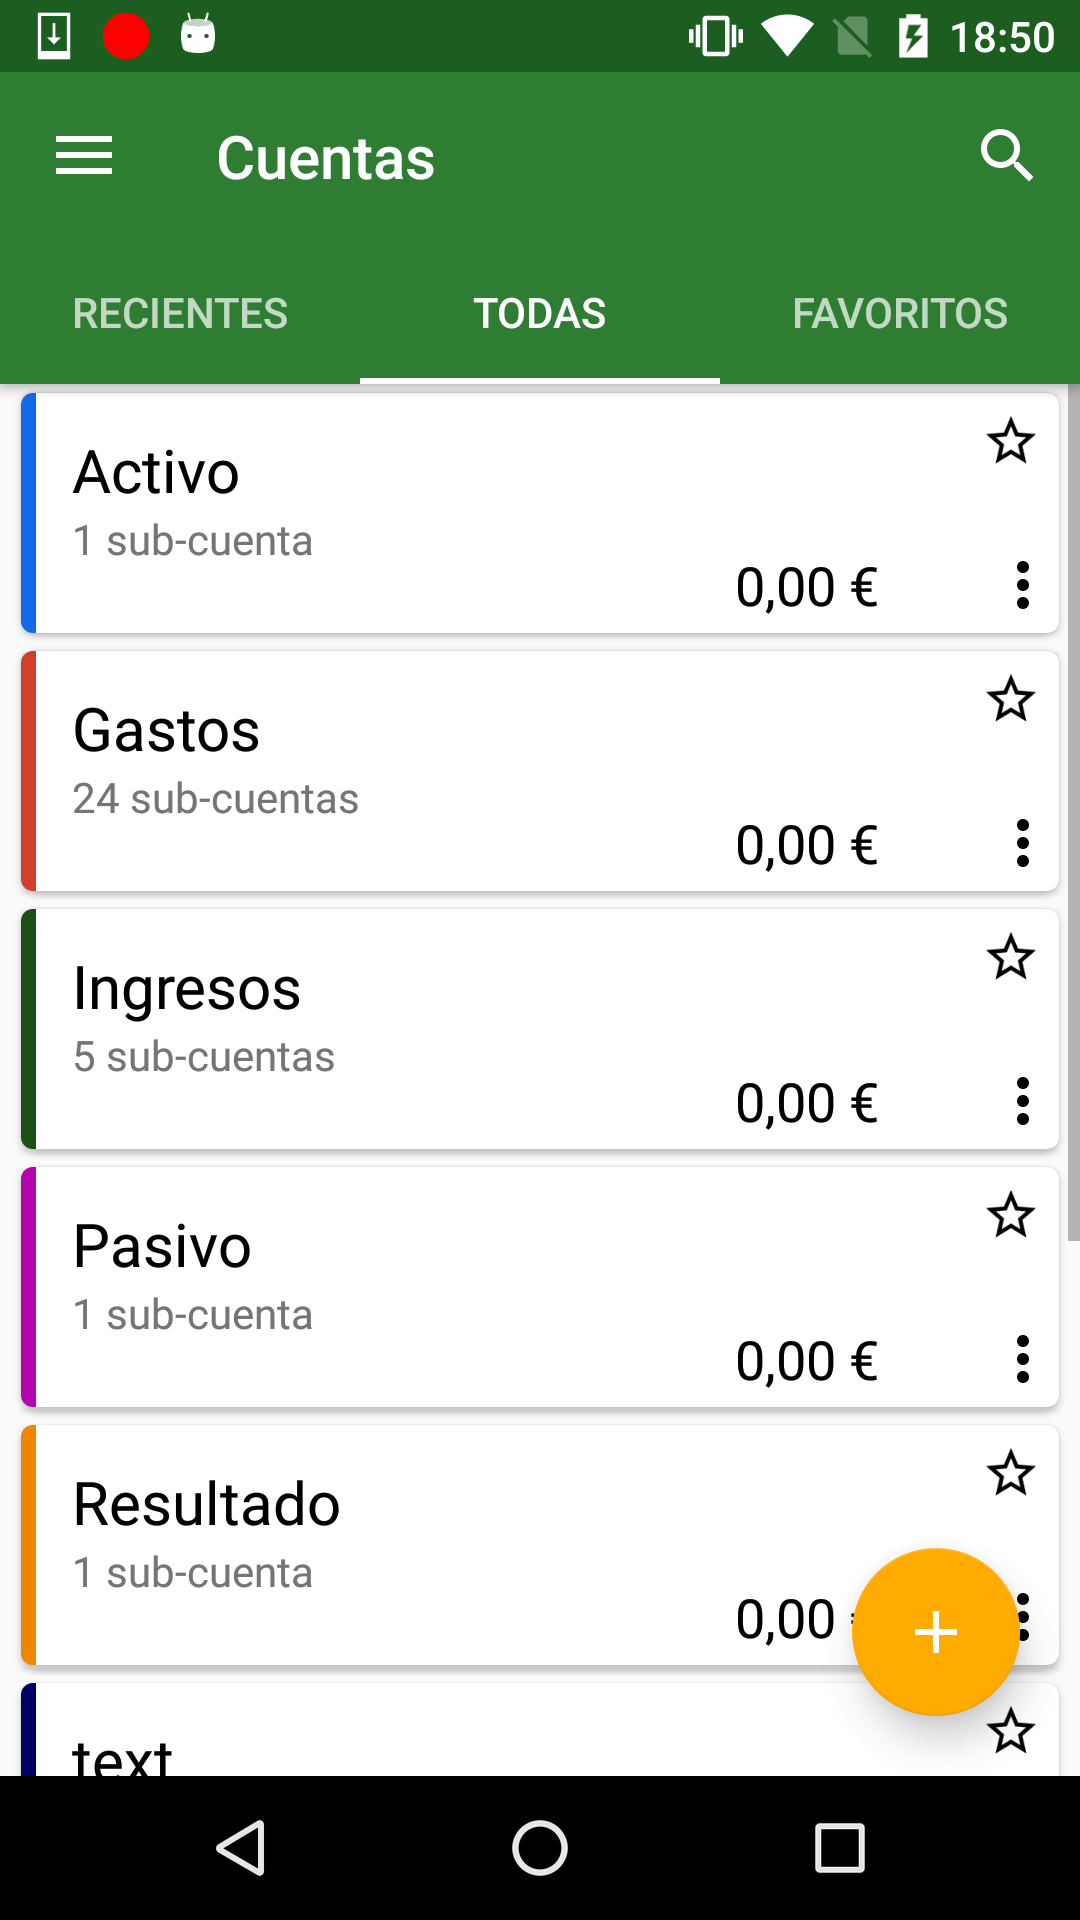 18:50
Cuentas
RECIENTES TODAS FAVORITOS
Activo
1 sub-cuenta
0,00 €
Gastos
24 sub-cuentas
0,00 €
Ingresos
5 sub-cuentas
0,00 €
Pasivo
1 sub-cuenta
0,00 €
Resultado
1 sub-cuenta
0,00
text